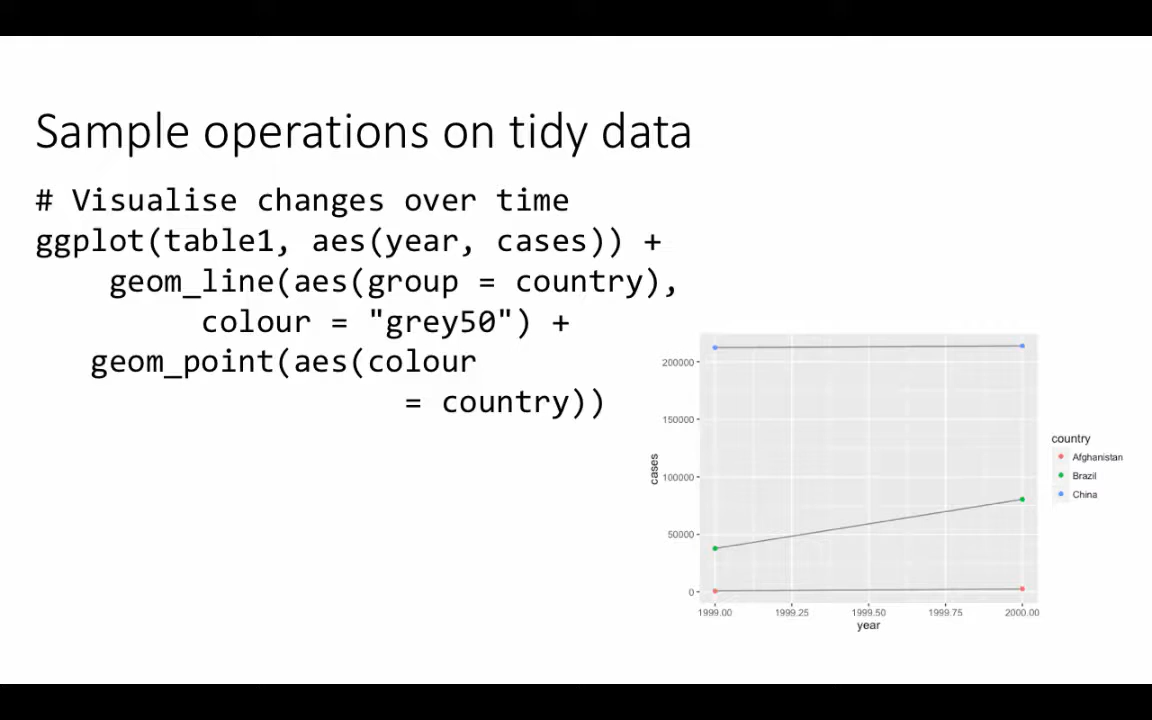 Sample operations on tidy data
# Visualise changes over time
ggplot(table1, aes(year, cases)) +
    geom_line(aes(group = country),
         colour = "grey50") +
   geom_point(aes(colour
                    = country))
200000
150000
100000
50000
0
cases
1999.00 1999.25 1999.50 1999.75 2000.00
year
country
Afghanistan
Brazil
China